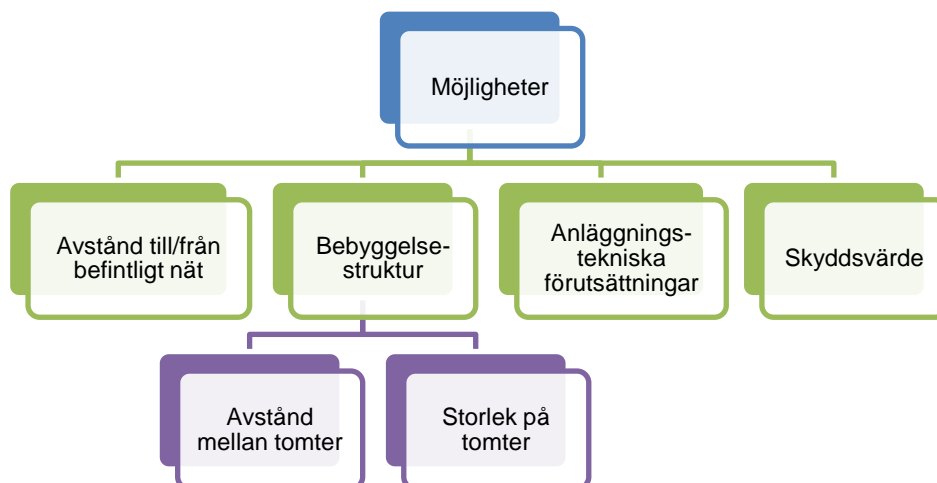 Möjligheter
Avstånd till/från
befintligt nät
Bebyggelse-
struktur
Anläggnings-
tekniska
förutsättningar
Skyddsvärde
Avstånd
mellan tomter
Storlek på
tomter